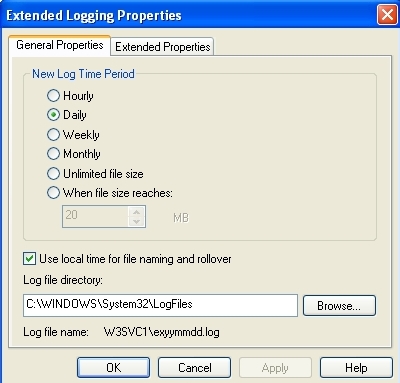 Extended Logging Properties
General Properties Extended Properties
New Log Time Period
Hourly
Daily
Weekly
Monthly
Unlimited file size
When file size reaches:
20 MB
Use local time for file naming and rollover
Log file directory:
C:\WINDOWS\System32\LogFiles
Browse...
Log file name: W3SVC1\exyymmdd.log
OK Cancel Apply Help